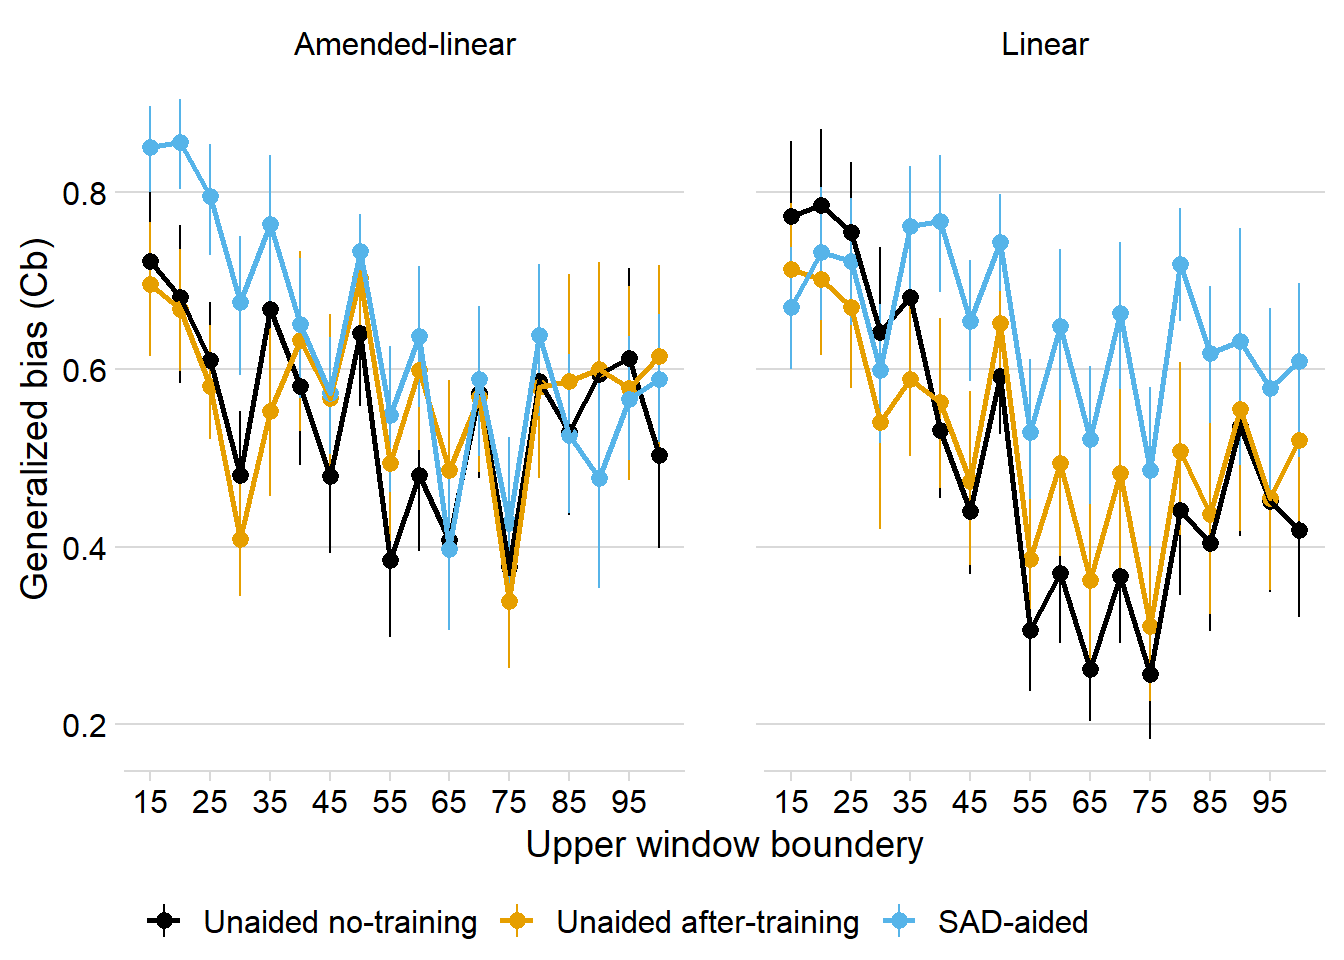 Amended-linear Linear
Generalized bias (Cb)
0.8
0.6
0.4
0.2
15 25 35 45 55 65 75 85 95 15 25 35 45 55 65 75 85 95
Upper window boundery
Unaided no-training Unaided after-training SAD-aided